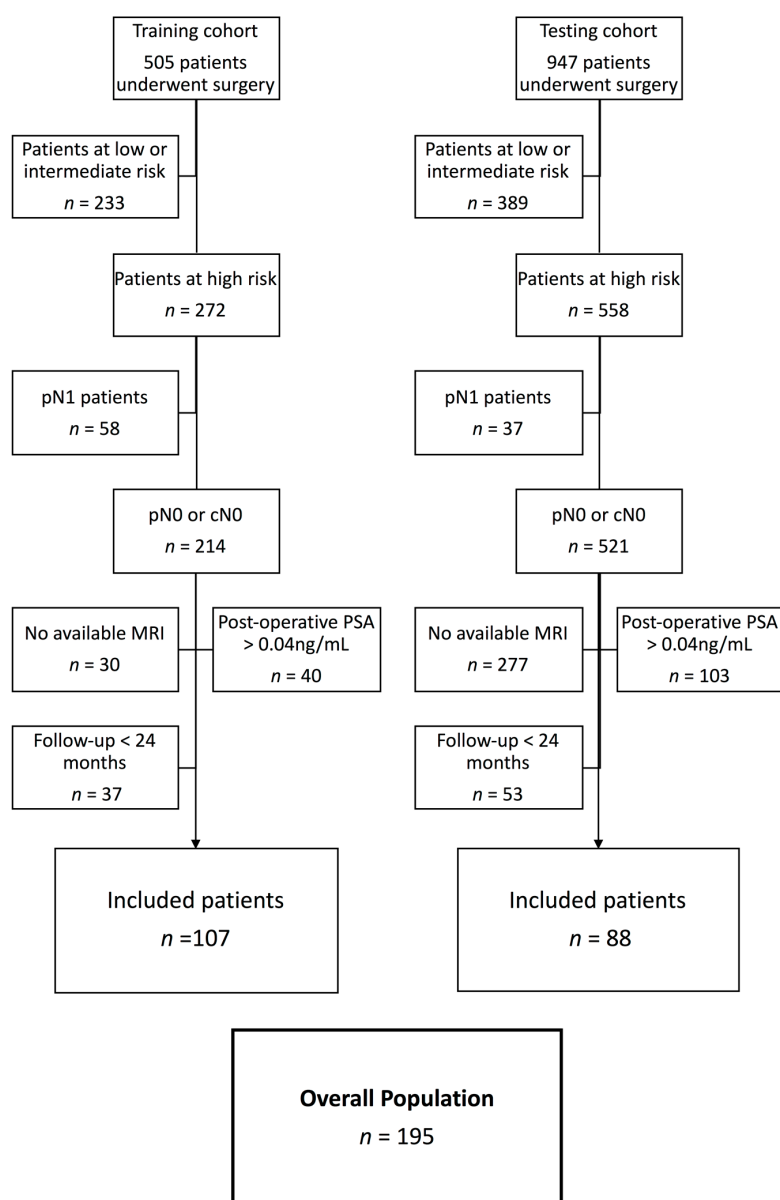 Training cohort
505 patients
underwent surgery
Patients at low or
intermediate risk
n = 233
Patients at high risk
n = 272
pN1 patients
n = 58
pN0 or cN0
n = 214
No available MRI
n = 30
Post-operative PSA
> 0.04ng/mL
n = 40
Follow-up < 24
months
n = 37
Included patients
n =107
Testing cohort
947 patients
underwent surgery
Patients at low or
intermediate risk
n = 389
Patients at high risk
n = 558
pN1 patients
n = 37
pN0 or cN0
n = 521
No available MRI
n = 277
Post-operative PSA
> 0.04ng/mL
n = 103
Follow-up < 24
months
n = 53
Included patients
n = 88
Overall Population
n = 195